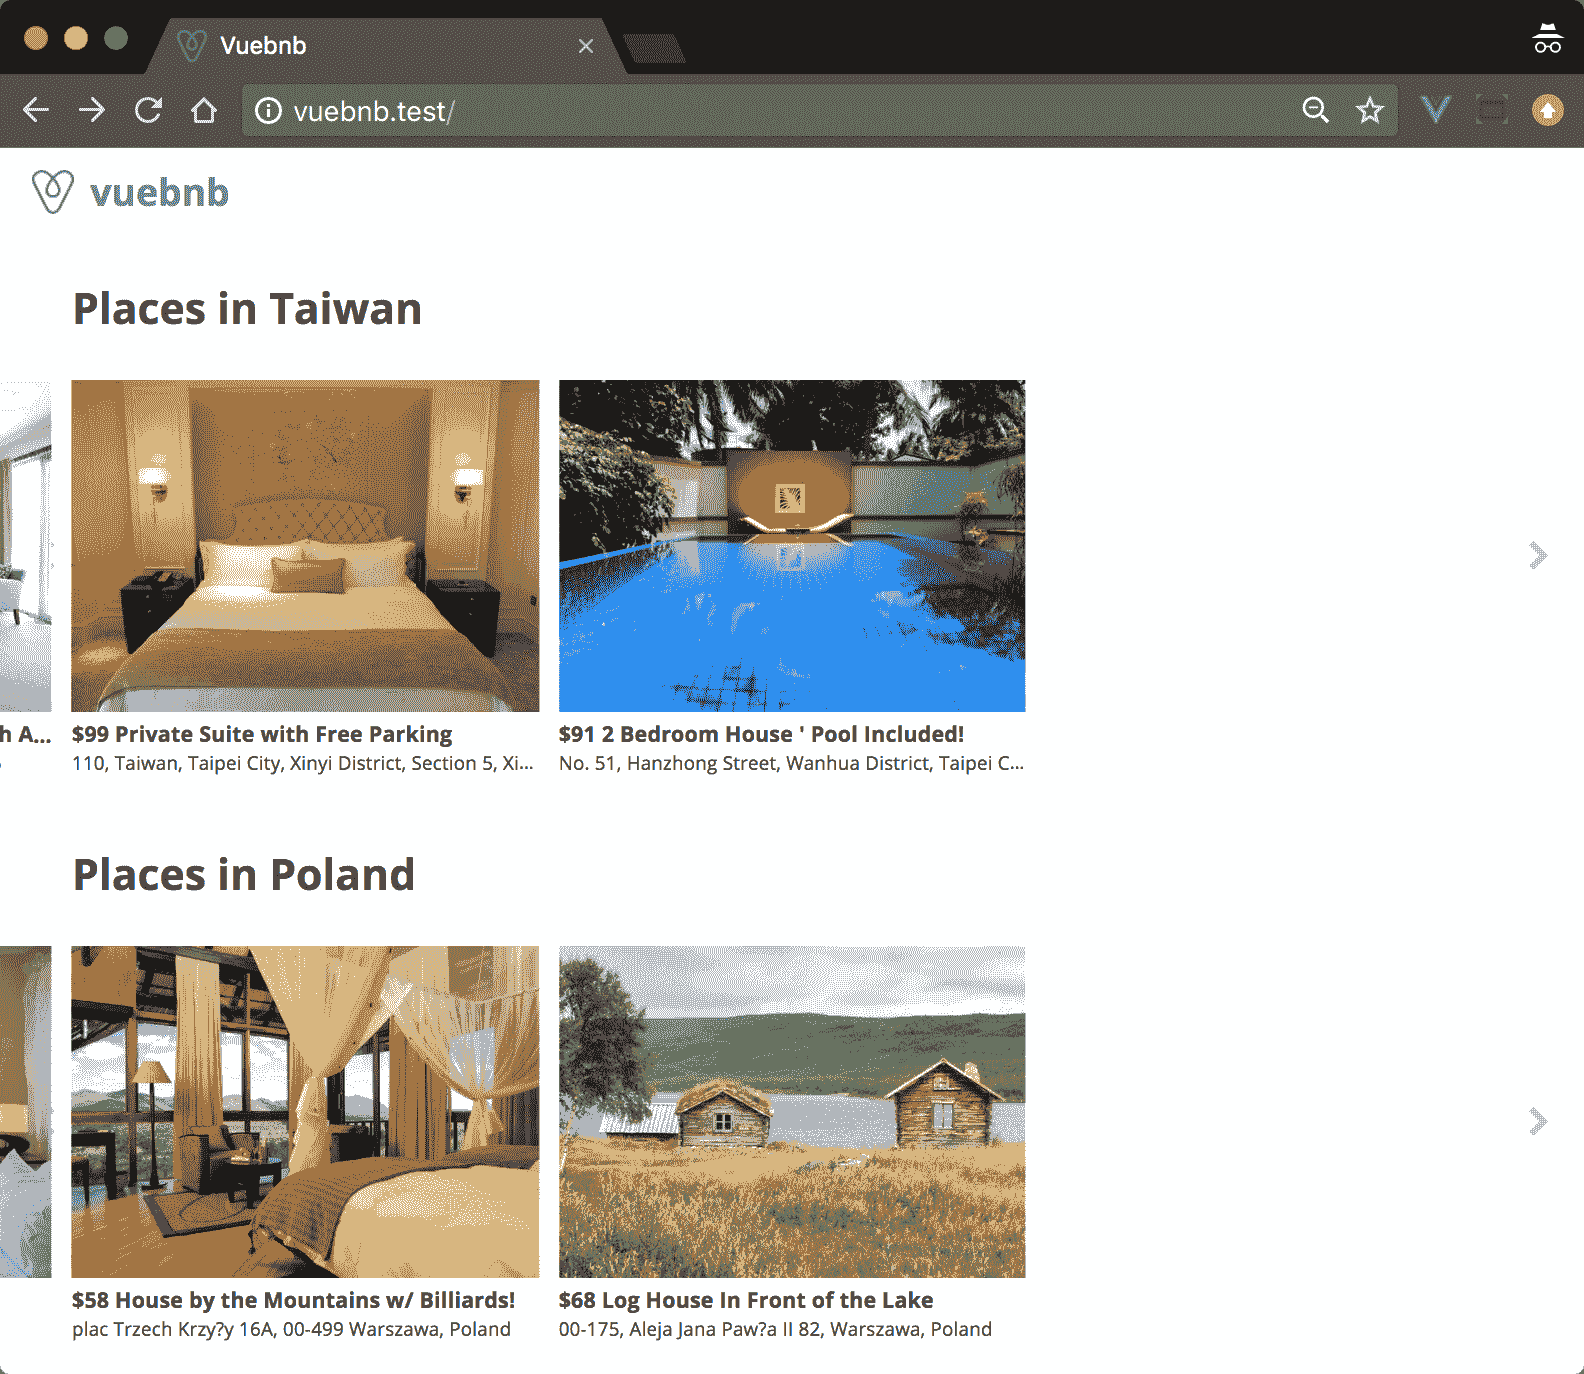 Vuebnb
vuebnb.test/
vuebnb
Places in Taiwan
h A...
$99 Private Suite with Free Parking
110, Taiwan, Taipei City, Xinyi District, Section 5, Xi...
$91 2 Bedroom House ' Pool Included!
No. 51, Hanzhong Street, Wanhua District, Taipei C...
Places in Poland
$58 House by the Mountains w/ Billiards!
plac Trzech Krzy?y 16A, 00-499 Warszawa, Poland
$68 Log House In Front of the Lake
00-175, Aleja Jana Paw?a II 82, Warszawa, Poland